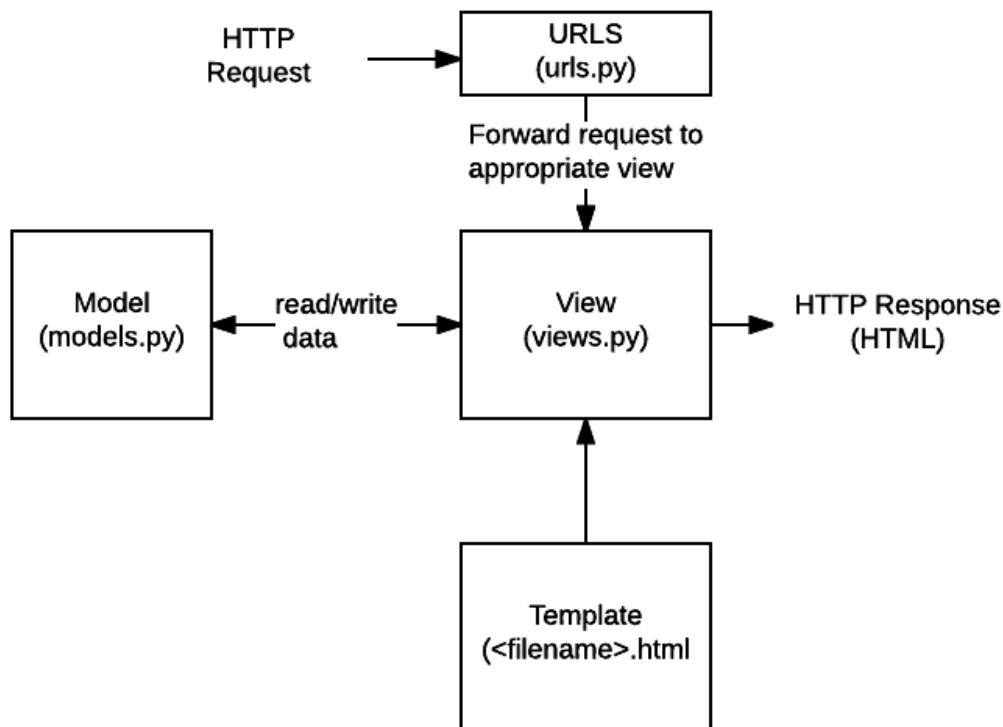 HTTP
Request
URLS
(urls.py)
Forward request to
appropriate view
Model
(models.py)
read/write
data
View
(views.py)
HTTP Response
(HTML)
Template
(<filename>.html